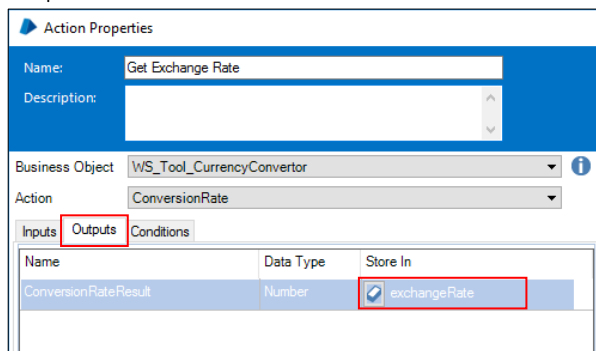 Action Properties
Name: Get Exchange Rate
Description:
Business Object WS_Tool_CurrencyConvertor
Action ConversionRate
Inputs Outputs Conditions
Name Data Type Store In
ConversionRateResult Number exchangeRate